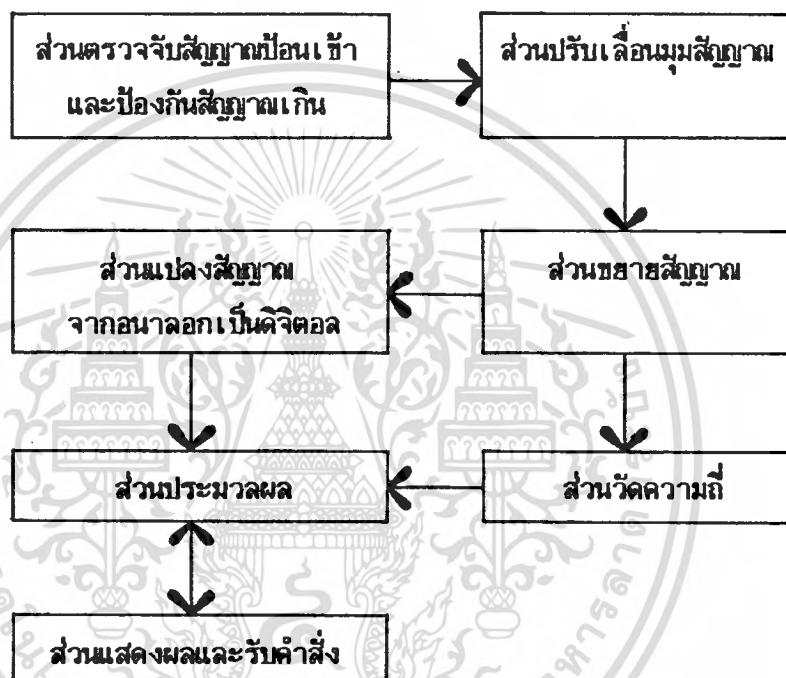 ส่วนตรวจจับสัญญาณป้อนเข้า
และป้องกันสัญญาณเกิน
ส่วนปรับเลื่อนมุมสัญญาณ
ส่วนแปลงสัญญาณ
จากอนาลอกเป็นดิจิตอล
ส่วนขยายสัญญาณ
ส่วนประมวลผล
ส่วนวัดความถี่
ส่วนแสดงผลและรับคำสั่ง